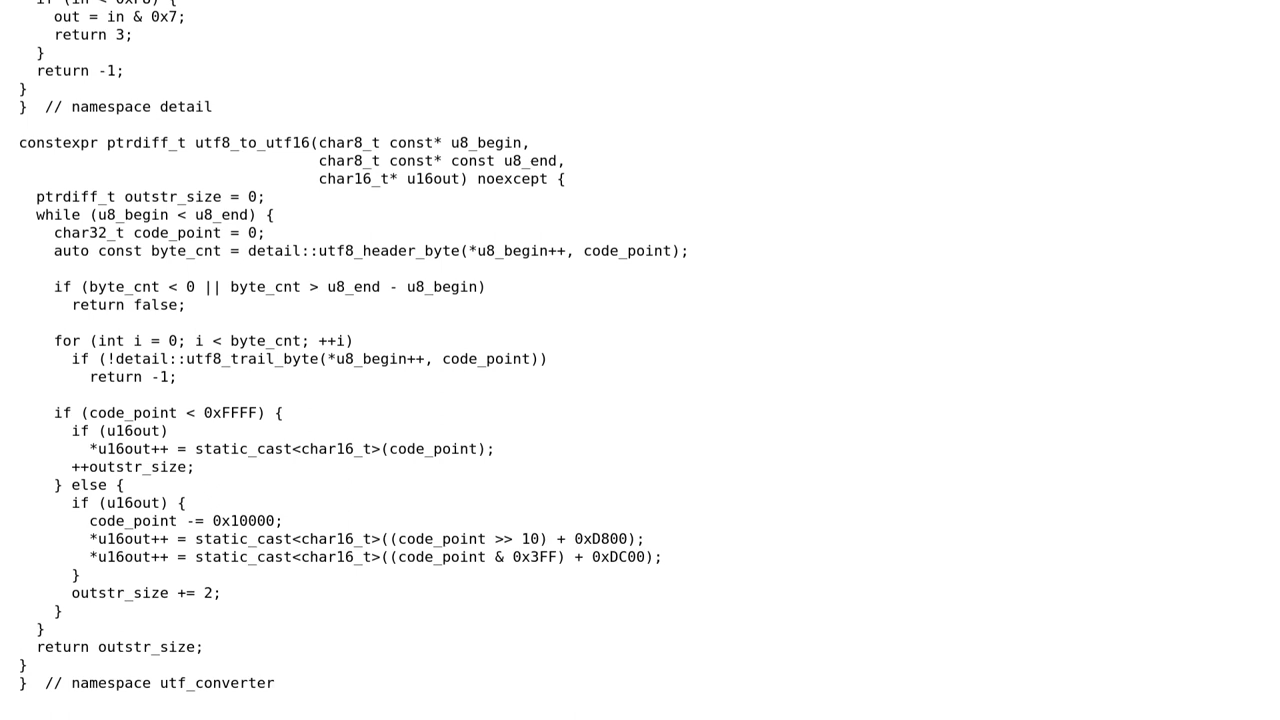 if (in < 0xF8) {
out = in & 0x7;
return 3;
}
return -1;
}
} // namespace detail
constexpr ptrdiff_t utf8_to_utf16(char8_t const* u8_begin,
char8_t const* const u8_end,
char16_t* u16out) noexcept {
ptrdiff_t outstr_size = 0;
while (u8_begin < u8_end) {
char32_t code_point = 0;
auto const byte_cnt = detail::utf8_header_byte(*u8_begin++, code_point);
if (byte_cnt < 0 || byte_cnt > u8_end - u8_begin)
return false;
for (int i = 0; i < byte_cnt; ++i)
if (!detail::utf8_trail_byte(*u8_begin++, code_point))
return -1;
if (code_point < 0xFFFF) {
if (u16out)
*u16out++ = static_cast<char16_t>(code_point);
++outstr_size;
} else {
if (u16out) {
code_point -= 0x10000;
*u16out++ = static_cast<char16_t>((code_point >> 10) + 0xD800);
*u16out++ = static_cast<char16_t>((code_point & 0x3FF) + 0xDC00);
}
outstr_size += 2;
}
}
return outstr_size;
}
} // namespace utf_converter